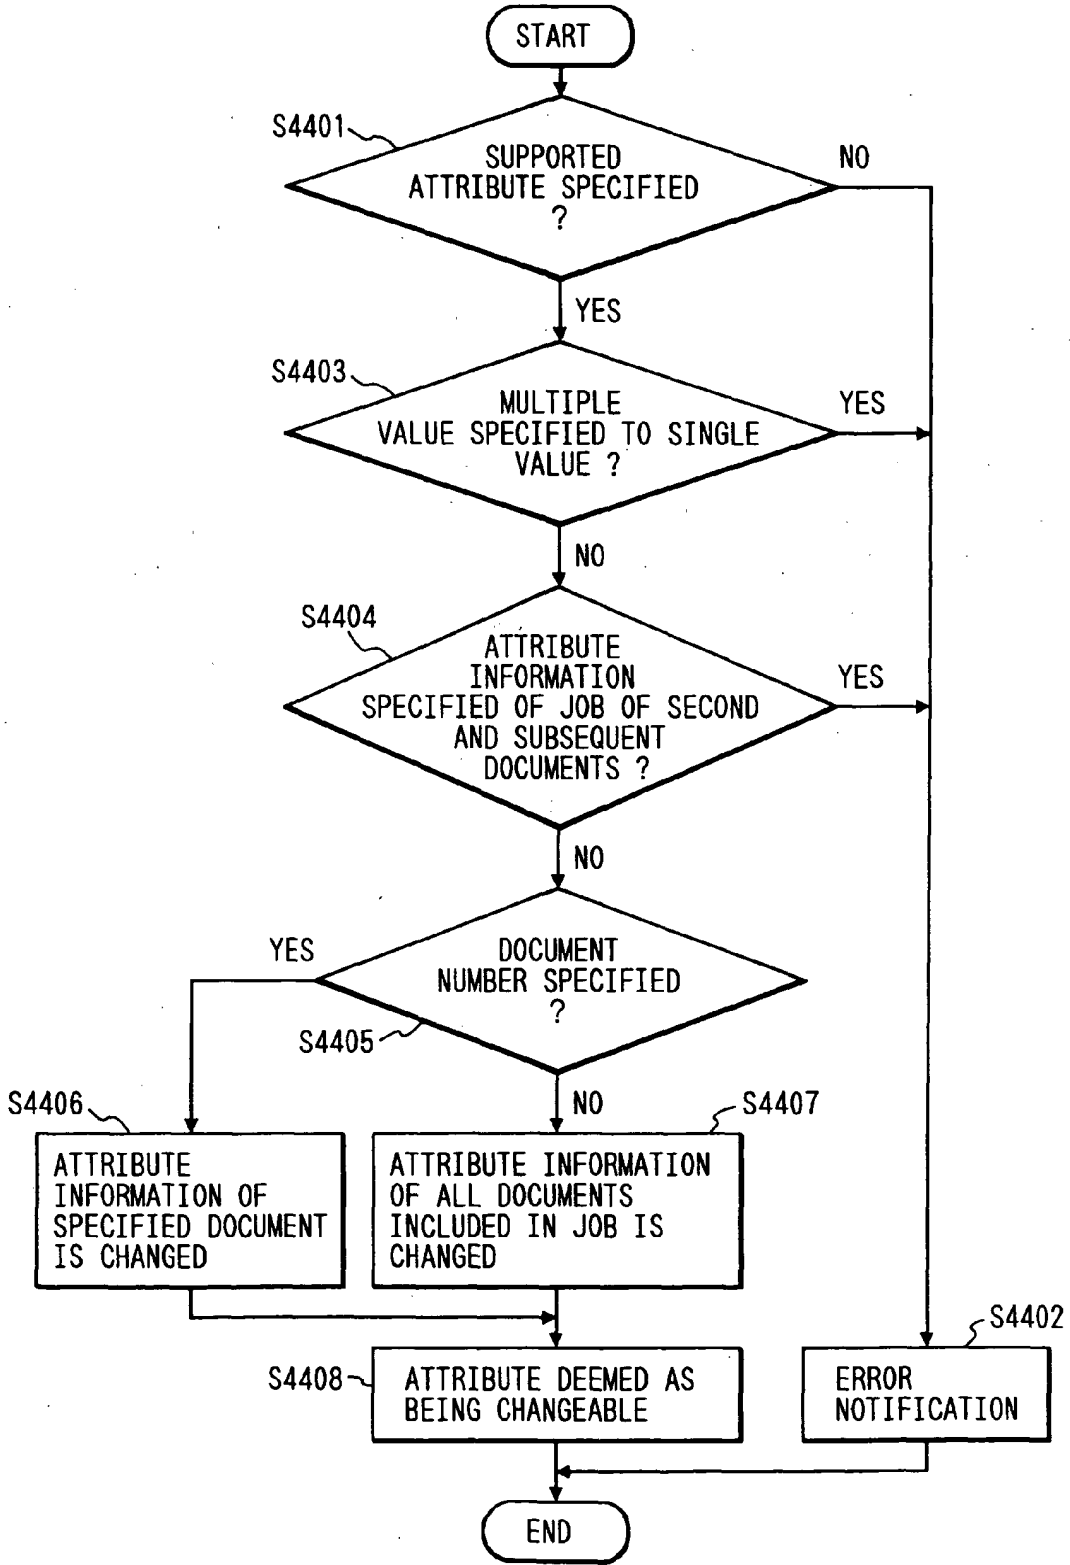 START
S4401
SUPPORTED
ATTRIBUTE SPECIFIED
?
NO
YES
S4403
MULTIPLE
VALUE SPECIFIED TO SINGLE
VALUE ?
YES
NO
S4404
ATTRIBUTE
INFORMATION
SPECIFIED OF JOB OF SECOND
AND SUBSEQUENT
DOCUMENTS ?
YES
NO
DOCUMENT
NUMBER SPECIFIED
?
YES
S4405
NO
S4406
ATTRIBUTE
INFORMATION OF
SPECIFIED DOCUMENT
IS CHANGED
S4407
ATTRIBUTE INFORMATION
OF ALL DOCUMENTS
INCLUDED IN JOB IS
CHANGED
S4408
ATTRIBUTE DEEMED AS
BEING CHANGEABLE
S4402
ERROR
NOTIFICATION
END